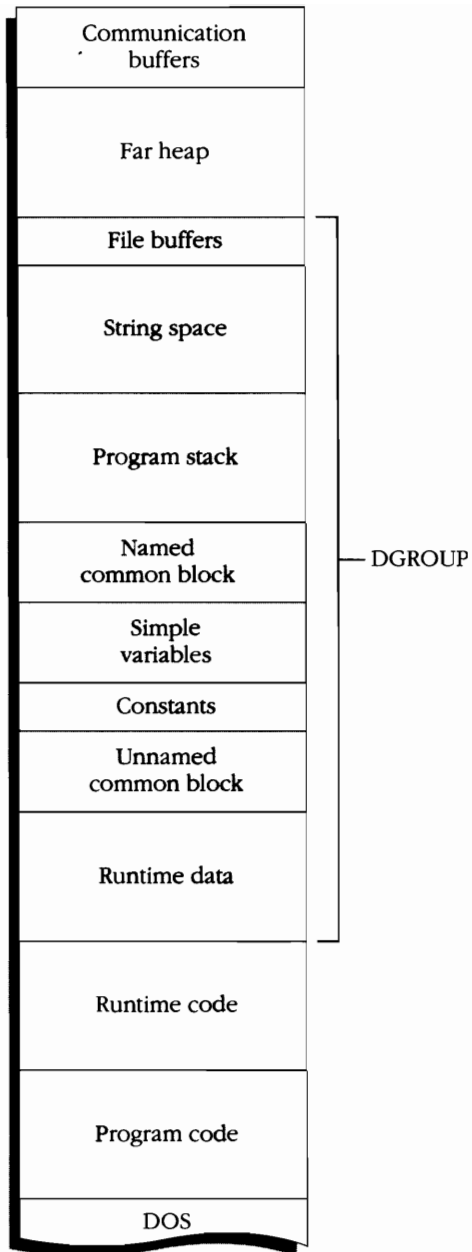 Communication
buffers
Far heap
File buffers
String space
Program stack
Named
common block
DGROUP
Simple
variables
Constants
Unnamed
common block
Runtime data
Runtime code
Program code
DOS